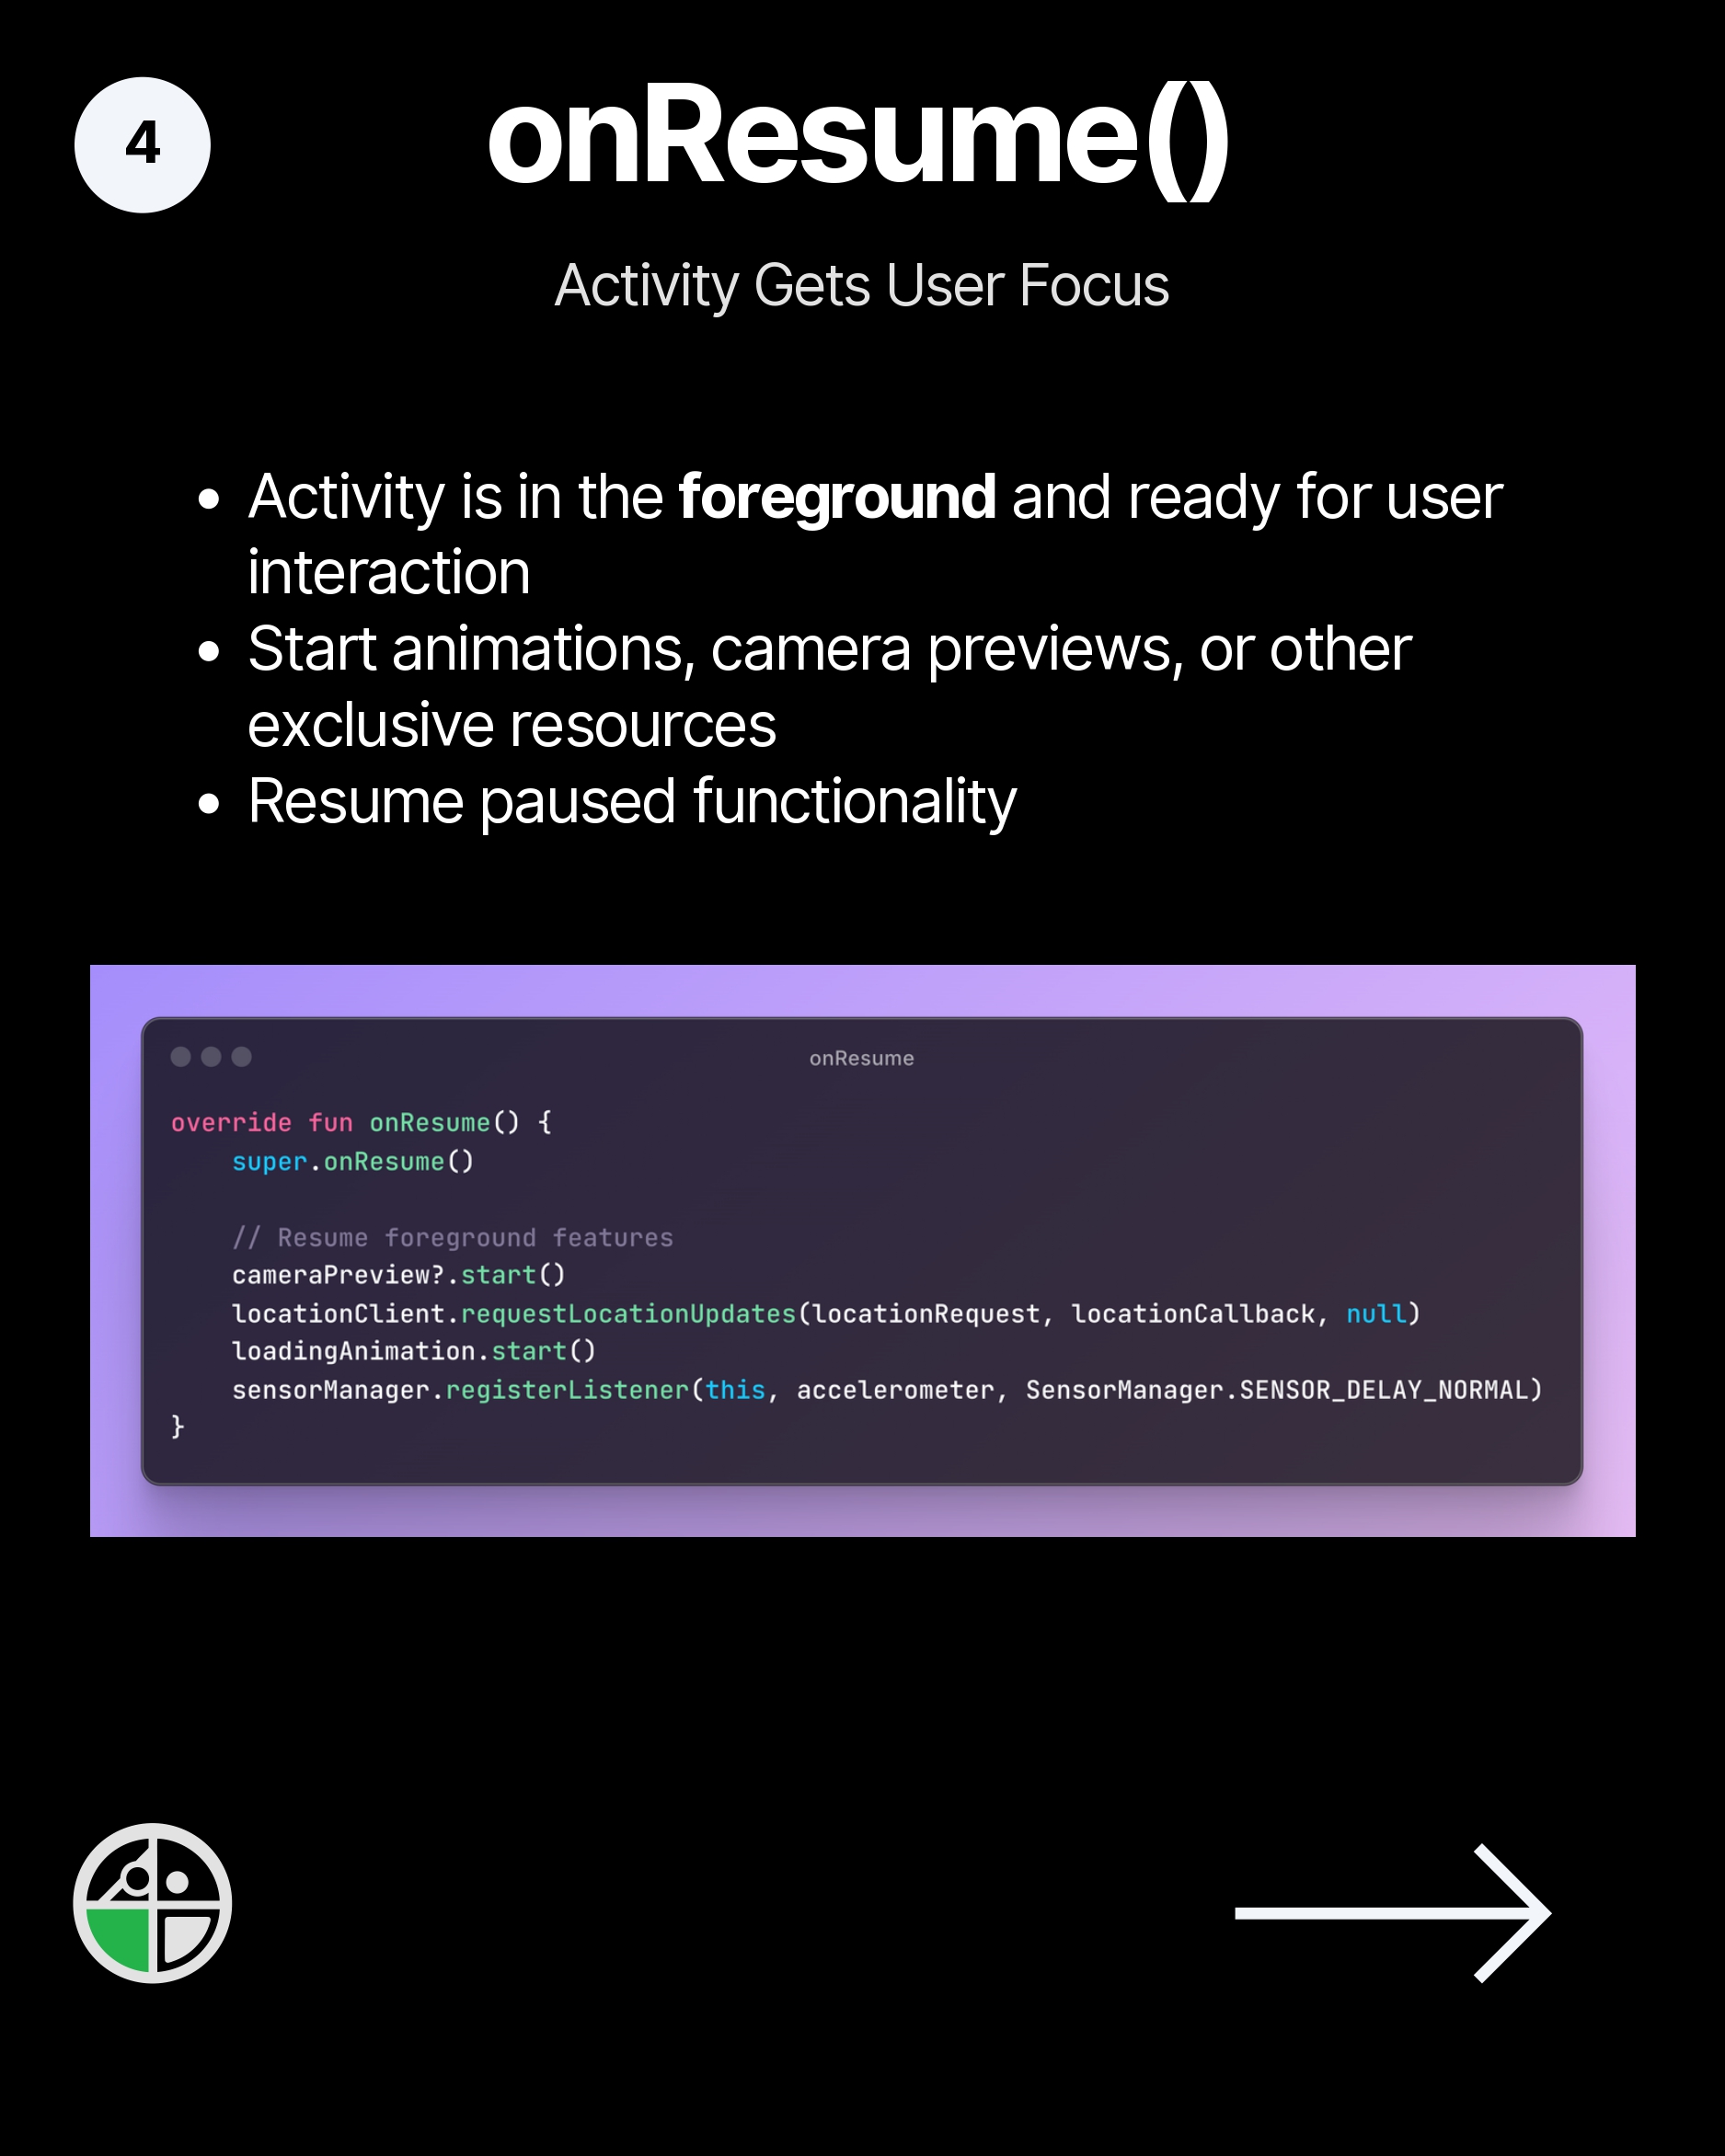 4
onResume()
Activity Gets User Focus
• Activity is in the foreground and ready for user
interaction
• Start animations, camera previews, or other
exclusive resources
• Resume paused functionality
onResume
override fun onResume() {
    super.onResume()
    // Resume foreground features
    cameraPreview?.start()
    locationClient.requestLocationUpdates(locationRequest, locationCallback, null)
    loadingAnimation.start()
    sensorManager.registerListener(this, accelerometer, SensorManager.SENSOR_DELAY_NORMAL)
}